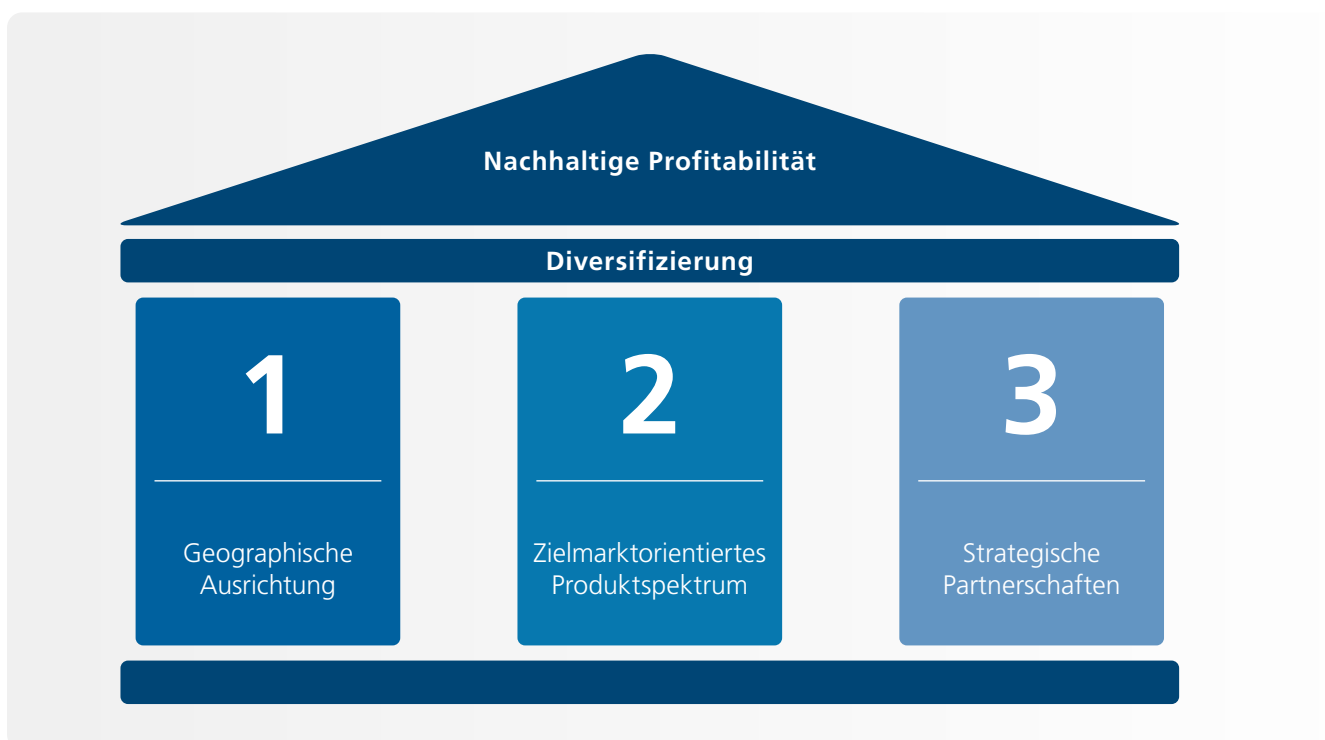 Nachhaltige Profitabilität
Diversifizierung
1
Geographische
Ausrichtung
2
Zielmarktorientiertes
Produktspektrum
3
Strategische
Partnerschaften